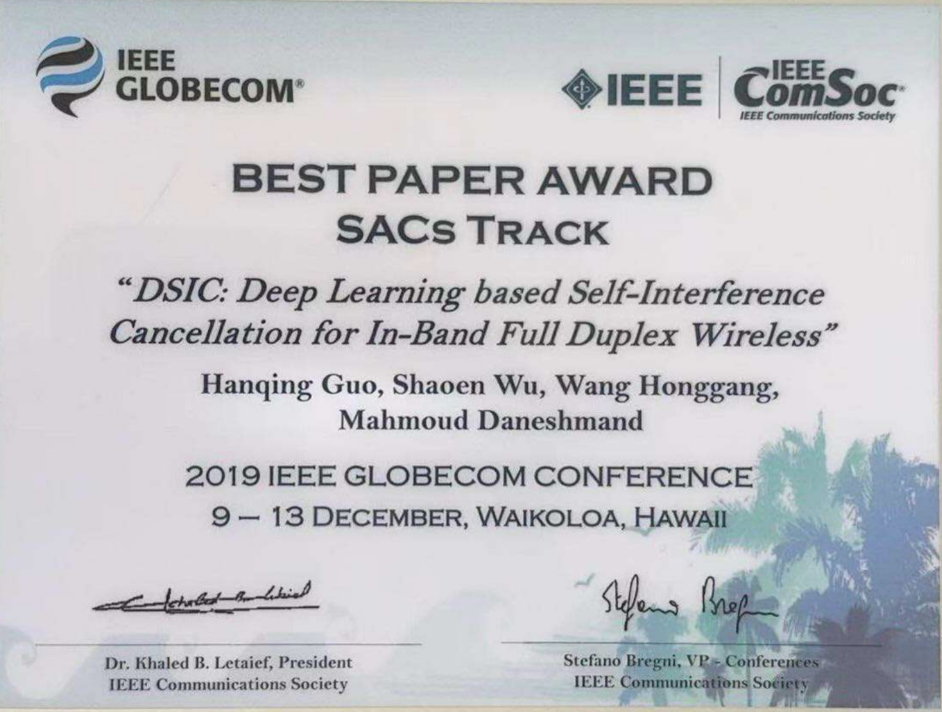 IEEE
GLOBECOM®
IEEE
IEEE
ComSoc®
IEEE Communications Society
BEST PAPER AWARD
SACs TRACK
“DSIC: Deep Learning based Self-Interference
Cancellation for In-Band Full Duplex Wireless”
Hanqing Guo, Shaoen Wu, Wang Honggang,
Mahmoud Daneshmand
2019 IEEE GLOBECOM CONFERENCE
9 – 13 DECEMBER, WAIKOLOA, HAWAII
Stefano Bregni
Dr. Khaled B. Letaief, President
IEEE Communications Society
Stefano Bregni, VP - Conferences
IEEE Communications Society